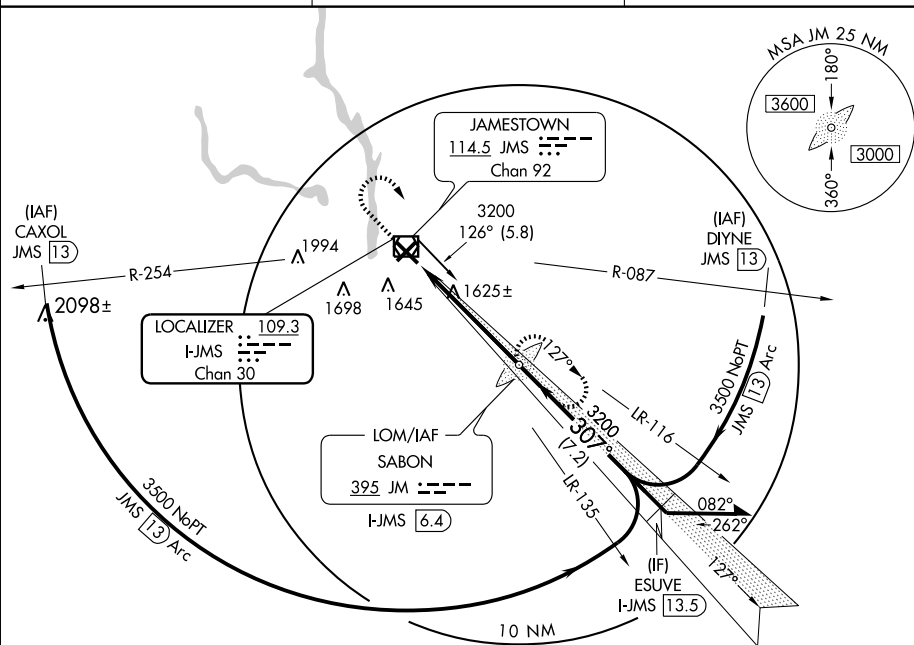 MSA JM 25 NM
180°
3600
3000
360°
JAMESTOWN
114.5 JMS
Chan 92
3200
126° (5.8)
(IAF)
CAXOL
JMS 13
R-254
1994
(IAF)
DIYNE
JMS 13
R-087
2098±
1698
1645
1625±
LOCALIZER 109.3
I-JMS
Chan 30
127°
3500 NoPT
JMS 13 Arc
LR-116
3200
307°
(7.2)
LOM/IAF
SABON
395 JM
I-JMS 6.4
LR-135
3500 NoPT
JMS 13 Arc
082°
262°
127°
(IF)
ESUVE
I-JMS 13.5
10 NM